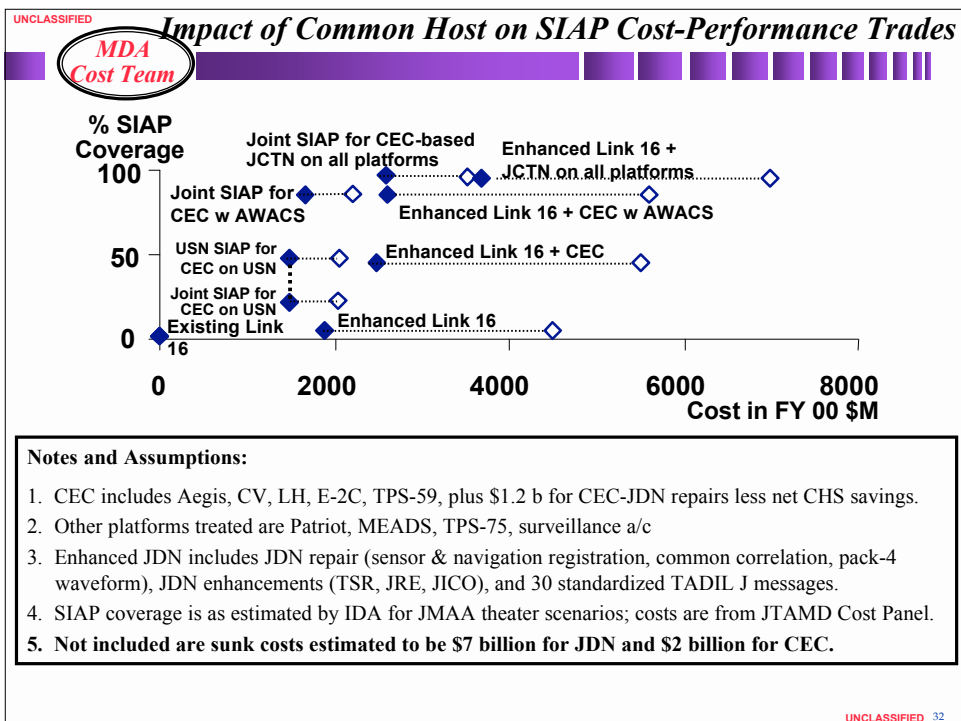 UNCLASSIFIED
Impact of Common Host on SIAP Cost-Performance Trades
MDA
Cost Team
% SIAP
Coverage
Joint SIAP for CEC-based
JCTN on all platforms
Enhanced Link 16 +
JCTN on all platforms
100
Joint SIAP for
CEC w AWACS
Enhanced Link 16 + CEC w AWACS
USN SIAP for
CEC on USN
50
Enhanced Link 16 + CEC
Joint SIAP for
CEC on USN
Existing Link
16
Enhanced Link 16
0
0 2000 4000 6000 8000
Cost in FY 00 $M
Notes and Assumptions:
1. CEC includes Aegis, CV, LH, E-2C, TPS-59, plus $1.2 b for CEC-JDN repairs less net CHS savings.
2. Other platforms treated are Patriot, MEADS, TPS-75, surveillance a/c
3. Enhanced JDN includes JDN repair (sensor & navigation registration, common correlation, pack-4
waveform), JDN enhancements (TSR, JRE, JICO), and 30 standardized TADIL J messages.
4. SIAP coverage is as estimated by IDA for JMAA theater scenarios; costs are from JTAMD Cost Panel.
5. Not included are sunk costs estimated to be $7 billion for JDN and $2 billion for CEC.
UNCLASSIFIED 32